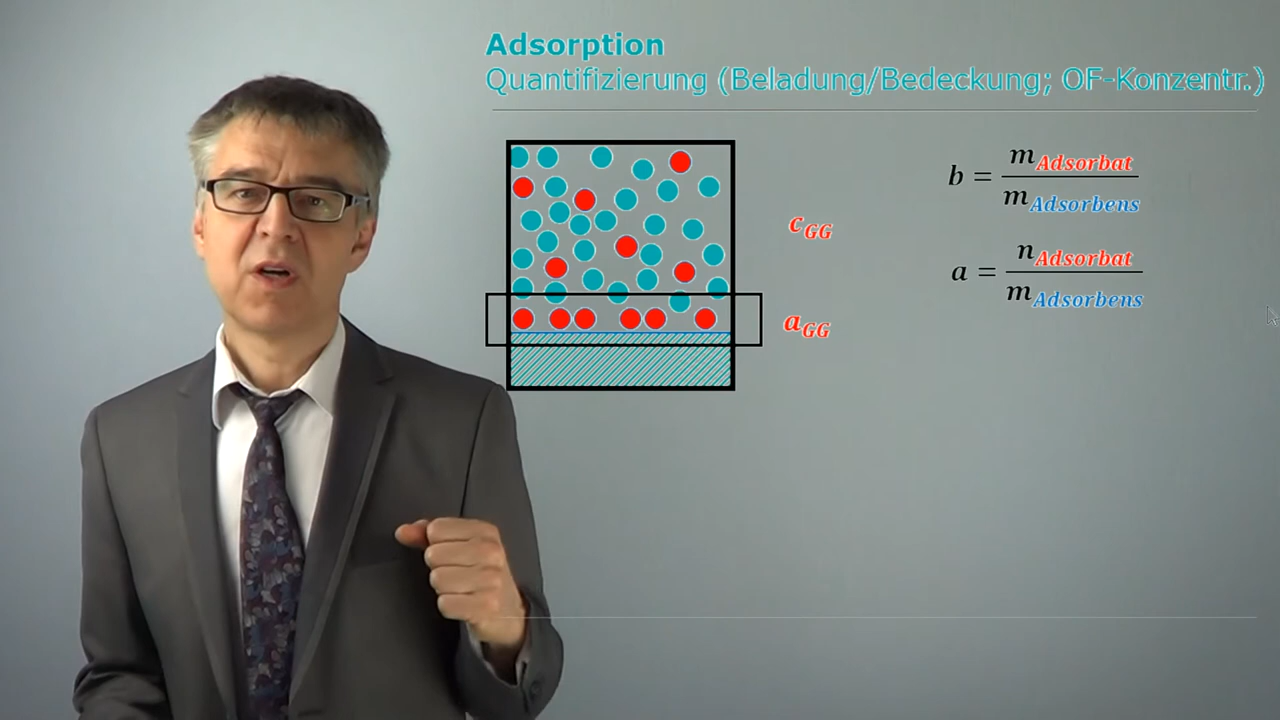 Adsorption
Quantifizierung (Beladung/Bedeckung; OF-Konzentr.)
b = m_Adsorbat / m_Adsorbens
c_GG
a = n_Adsorbat / m_Adsorbens
a_GG